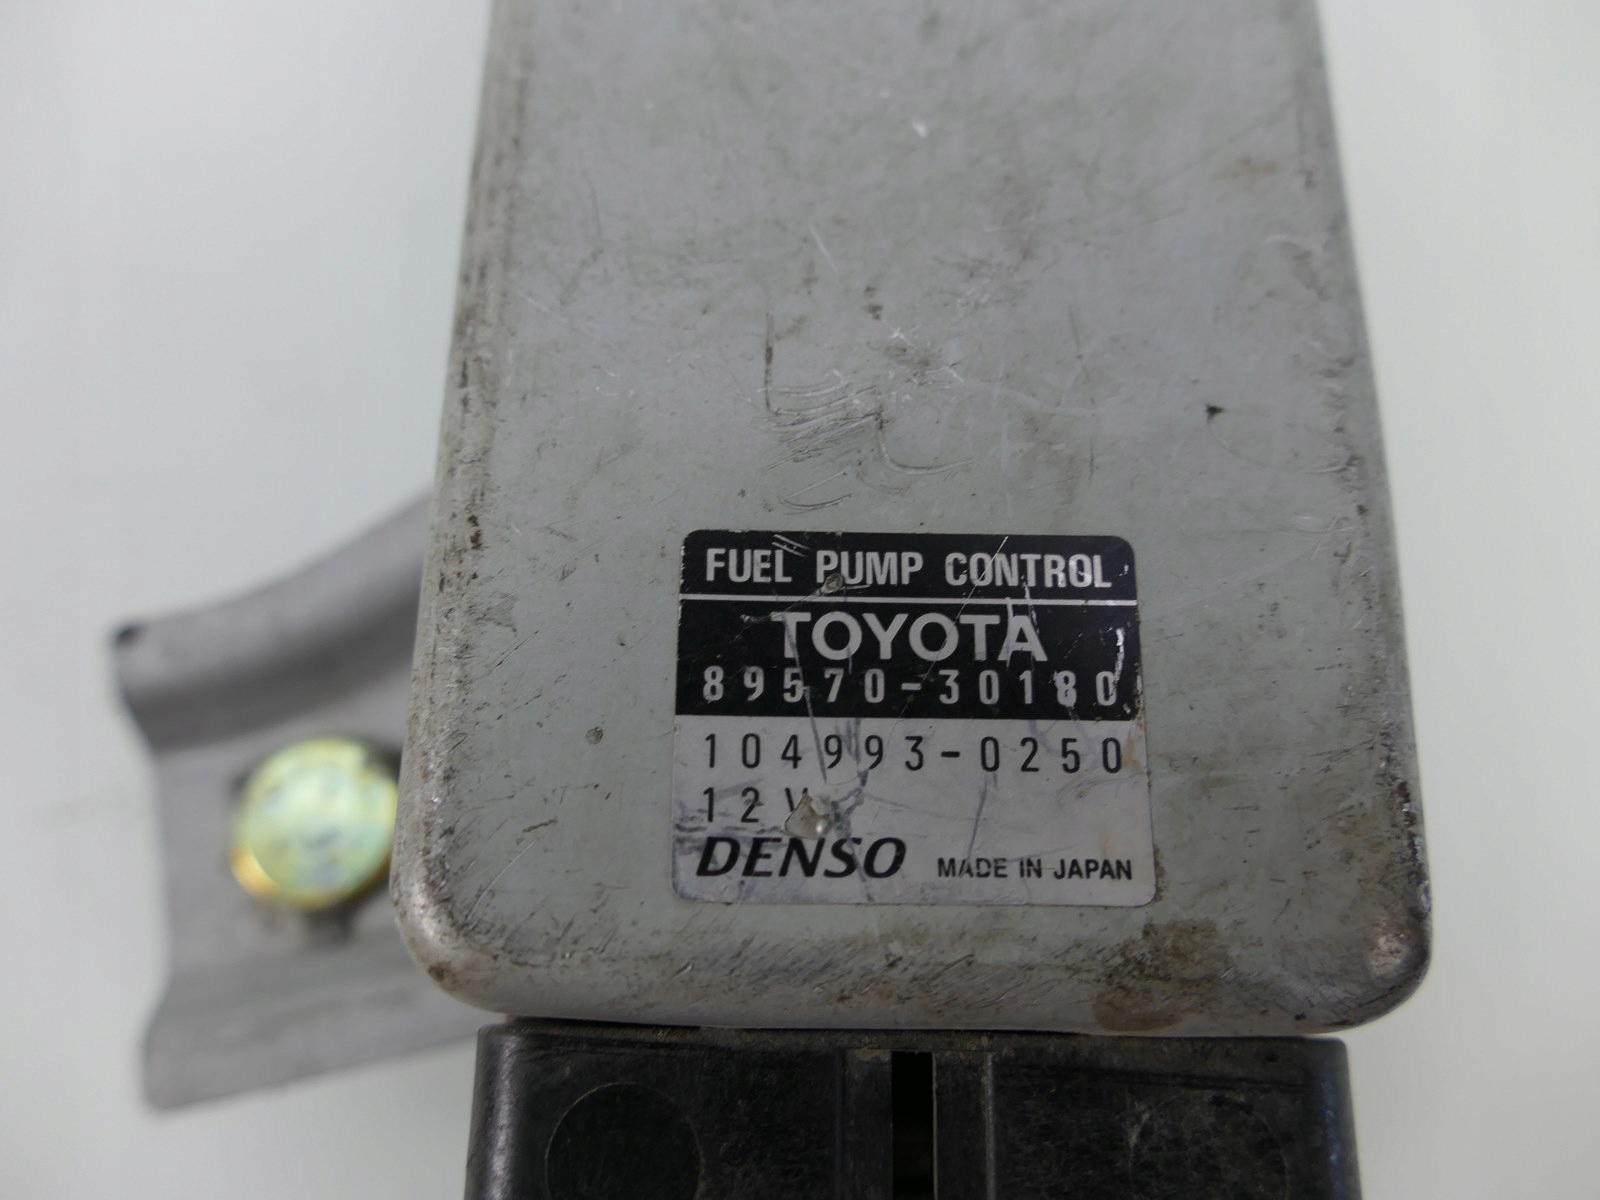 FUEL PUMP CONTROL
TOYOTA
89570-30180
104993-0250
12V
DENSO MADE IN JAPAN